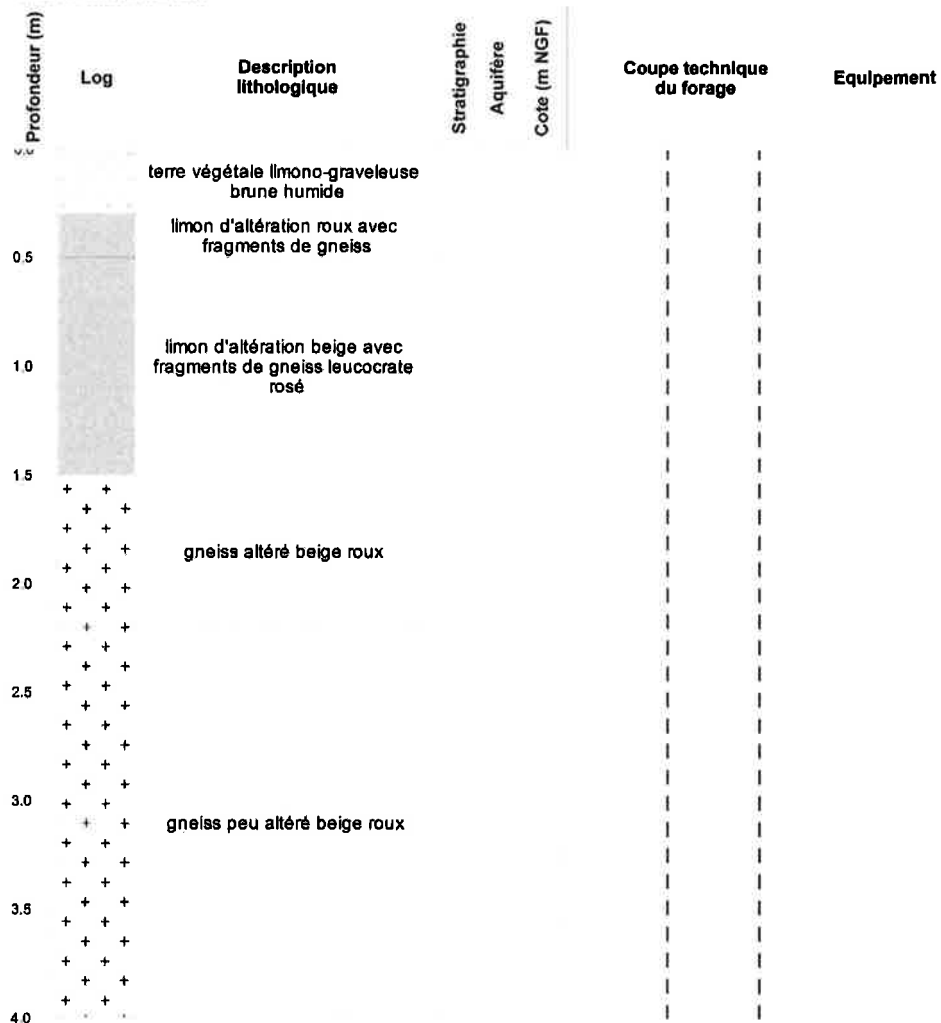 Profondeur (m)
Log
Description
lithologique
Stratigraphie
Aquifère
Cote (m NGF)
Coupe technique
du forage
Equipement
0.0
terre végétale limono-graveleuse
brune humide
limon d'altération roux avec
fragments de gneiss
0.5
limon d'altération beige avec
fragments de gneiss leucocrate
rosé
1.0
1.5
gneiss altéré beige roux
2.0
2.5
3.0
gneiss peu altéré beige roux
3.5
4.0